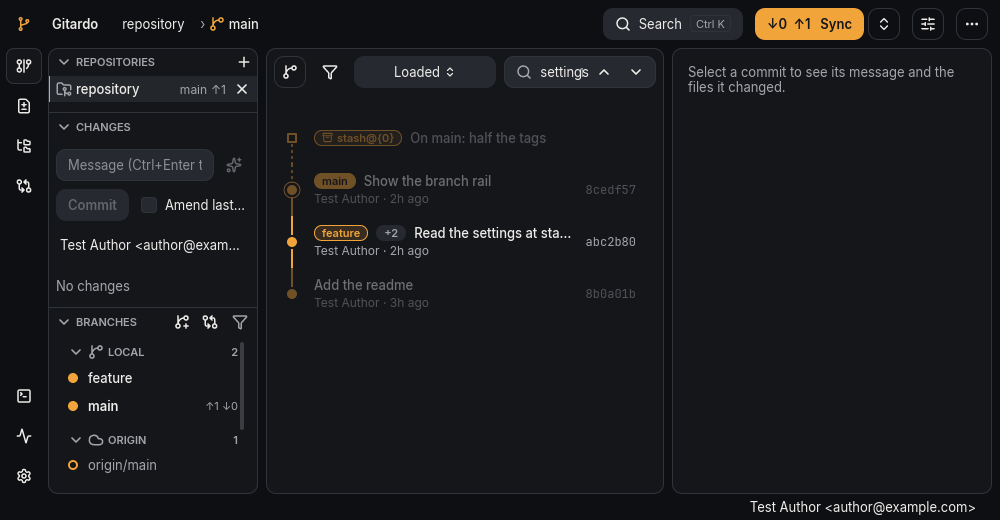 Gitardo repository › main Search Ctrl K ↓0 ↑1 Sync
REPOSITORIES
repository main ↑1
CHANGES
Message (Ctrl+Enter t
Commit Amend last...
Test Author <author@exam...
No changes
BRANCHES
LOCAL 2
feature
main ↑1 ↓0
ORIGIN 1
origin/main
Loaded settings
stash@{0} On main: half the tags
main Show the branch rail
Test Author · 2h ago 8cedf57
feature +2 Read the settings at sta...
Test Author · 2h ago abc2b80
Add the readme
Test Author · 3h ago 8b0a01b
Select a commit to see its message and the
files it changed.
Test Author <author@example.com>